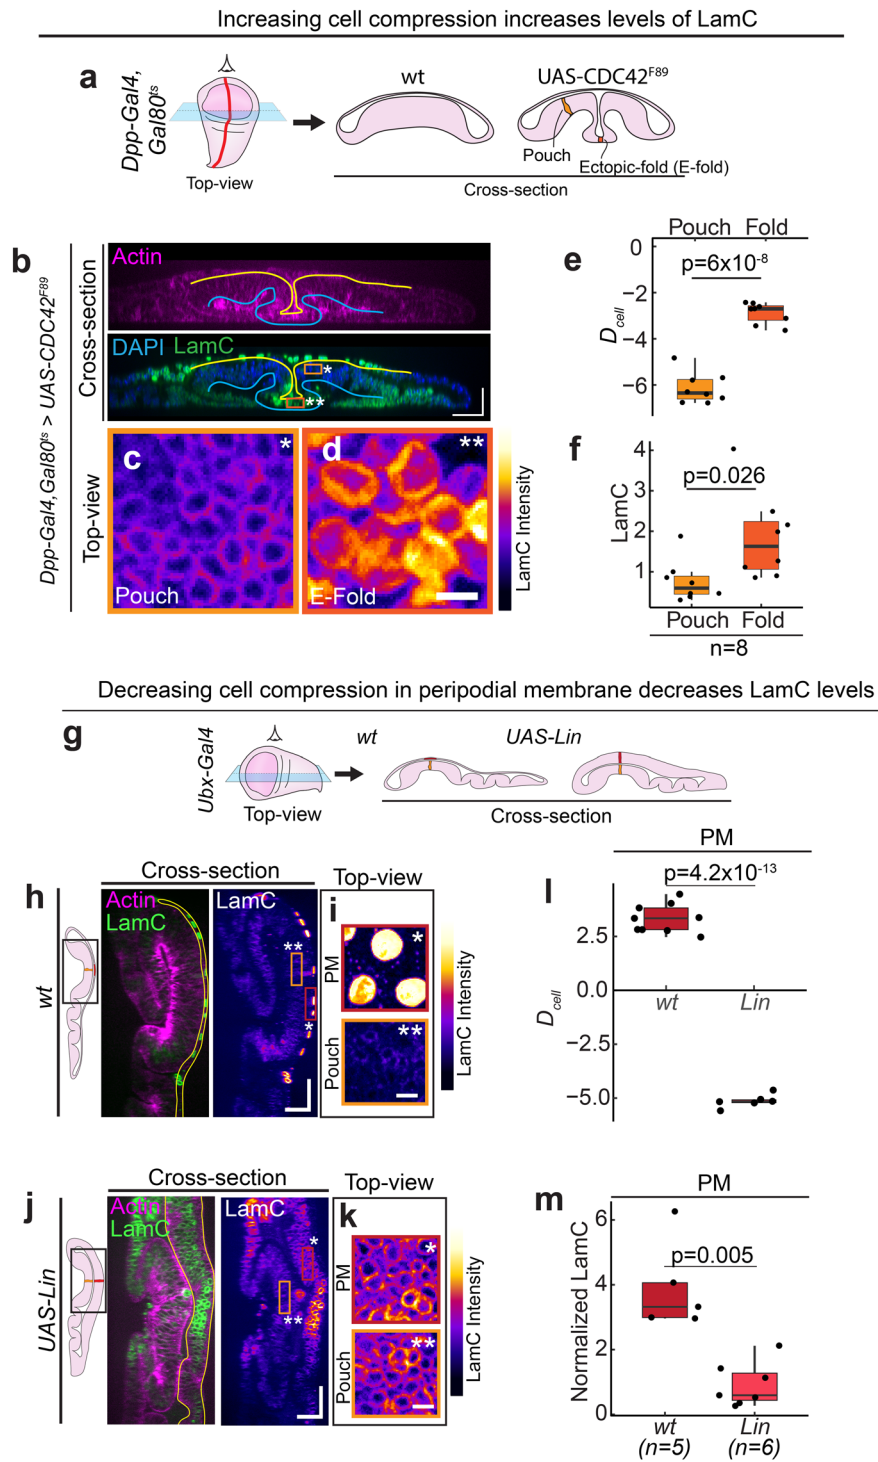 Increasing cell compression increases levels of LamC
a
Dpp-Gal4,
Gal80ts
Top-view
wt
UAS-CDC42F89
Pouch
Ectopic-fold (E-fold)
Cross-section
b
Dpp-Gal4, Gal80ts > UAS-CDC42F89
Cross-section
Actin
DAPI LamC
*
**
Top-view
c
*
Pouch
d
**
E-Fold
LamC Intensity
e
Pouch Fold
0
p=6x10-8
−2
−4
−6
Dcell
f
4
p=0.026
3
2
1
LamC
Pouch Fold
n=8
Decreasing cell compression in peripodial membrane decreases LamC levels
g
Ubx-Gal4
Top-view
wt
UAS-Lin
Cross-section
h
wt
Cross-section
Actin
LamC
LamC
**
*
Top-view
i
PM
*
Pouch
**
LamC Intensity
l
PM
p=4.2x10-13
2.5
0.0
wt Lin
−2.5
−5.0
Dcell
j
UAS-Lin
Cross-section
Actin
LamC
LamC
*
**
Top-view
k
PM
*
Pouch
**
LamC Intensity
m
PM
6
p=0.005
4
2
0
Normalized LamC
wt Lin
(n=5) (n=6)